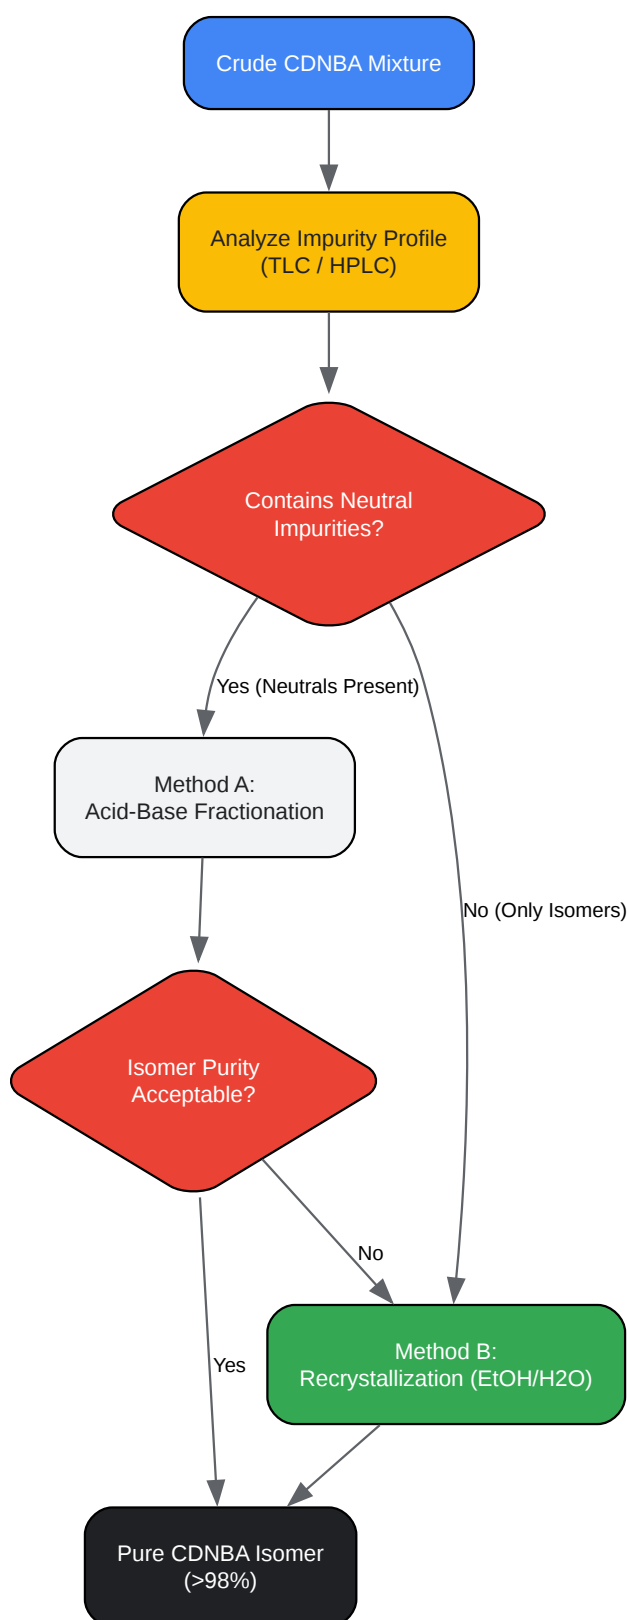 Crude CDNBA Mixture
Analyze Impurity Profile
(TLC / HPLC)
Contains Neutral
Impurities?
Yes (Neutrals Present)
Method A:
Acid-Base Fractionation
No (Only Isomers)
Isomer Purity
Acceptable?
No
Yes
Method B:
Recrystallization (EtOH/H2O)
Pure CDNBA Isomer
(>98%)